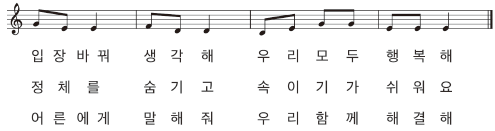 입 장 바 꿔 생 각 해 우 리 모 두 행 복 해
정 체 를 숨 기 고 속 이 기 가 쉬 워 요
어 른 에 게 말 해 줘 우 리 함 께 해 결 해